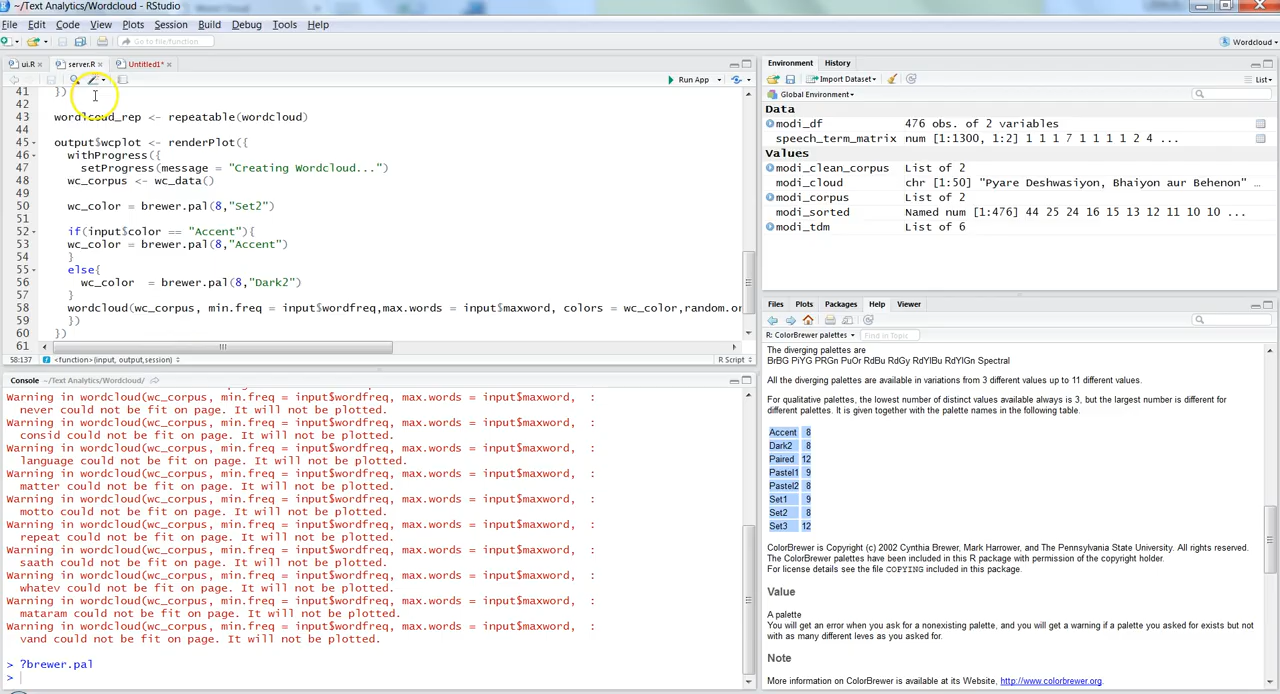 ~/Text Analytics/Wordcloud - RStudio
File Edit Code View Plots Session Build Debug Tools Help
Go to file/function
Wordcloud
ui.R server.R Untitled1*
Run App
41 })
42
43 wordlcoud_rep <- repeatable(wordcloud)
44
45 output$wcplot <- renderPlot({
46 withProgress({
47 setProgress(message = "Creating Wordcloud...")
48 wc_corpus <- wc_data()
49
50 wc_color = brewer.pal(8,"Set2")
51
52 if(input$color == "Accent"){
53 wc_color = brewer.pal(8,"Accent")
54 }
55 else{
56 wc_color = brewer.pal(8,"Dark2")
57 }
58 wordcloud(wc_corpus, min.freq = input$wordfreq,max.words = input$maxword, colors = wc_color,random.or
59 })
60 })
61
58:137 <function>(input, output,session) R Script
Console ~/Text Analytics/Wordcloud/
Warning in wordcloud(wc_corpus, min.freq = input$wordfreq, max.words = input$maxword, :
never could not be fit on page. It will not be plotted.
Warning in wordcloud(wc_corpus, min.freq = input$wordfreq, max.words = input$maxword, :
consid could not be fit on page. It will not be plotted.
Warning in wordcloud(wc_corpus, min.freq = input$wordfreq, max.words = input$maxword, :
language could not be fit on page. It will not be plotted.
Warning in wordcloud(wc_corpus, min.freq = input$wordfreq, max.words = input$maxword, :
matter could not be fit on page. It will not be plotted.
Warning in wordcloud(wc_corpus, min.freq = input$wordfreq, max.words = input$maxword, :
motto could not be fit on page. It will not be plotted.
Warning in wordcloud(wc_corpus, min.freq = input$wordfreq, max.words = input$maxword, :
repeat could not be fit on page. It will not be plotted.
Warning in wordcloud(wc_corpus, min.freq = input$wordfreq, max.words = input$maxword, :
saath could not be fit on page. It will not be plotted.
Warning in wordcloud(wc_corpus, min.freq = input$wordfreq, max.words = input$maxword, :
whatev could not be fit on page. It will not be plotted.
Warning in wordcloud(wc_corpus, min.freq = input$wordfreq, max.words = input$maxword, :
mataram could not be fit on page. It will not be plotted.
Warning in wordcloud(wc_corpus, min.freq = input$wordfreq, max.words = input$maxword, :
vand could not be fit on page. It will not be plotted.
> ?brewer.pal
>
Environment History
Import Dataset List
Global Environment
Data
modi_df 476 obs. of 2 variables
speech_term_matrix num [1:1300, 1:2] 1 1 1 7 1 1 1 1 2 4 ...
Values
modi_clean_corpus List of 2
modi_cloud chr [1:50] "Pyare Deshwasiyon, Bhaiyon aur Behenon" ...
modi_corpus List of 2
modi_sorted Named num [1:476] 44 25 24 16 15 13 12 11 10 10 ...
modi_tdm List of 6
Files Plots Packages Help Viewer
R: ColorBrewer palettes Find in Topic
The diverging palettes are
BrBG PiYG PRGn PuOr RdBu RdGy RdYlBu RdYlGn Spectral
All the diverging palettes are available in variations from 3 different values up to 11 different values.
For qualitative palettes, the lowest number of distinct values available always is 3, but the largest number is different for
different palettes. It is given together with the palette names in the following table.
Accent 8
Dark2 8
Paired 12
Pastel1 9
Pastel2 8
Set1 9
Set2 8
Set3 12
ColorBrewer is Copyright (c) 2002 Cynthia Brewer, Mark Harrower, and The Pennsylvania State University. All rights reserved.
The ColorBrewer palettes have been included in this R package with permission of the copyright holder.
For license details see the file COPYING included in this package.
Value
A palette
You will get an error when you ask for a nonexisting palette, and you will get a warning if a palette you asked for exists but not
with as many different leves as you asked for.
Note
More information on ColorBrewer is available at its Website, http://www.colorbrewer.org.